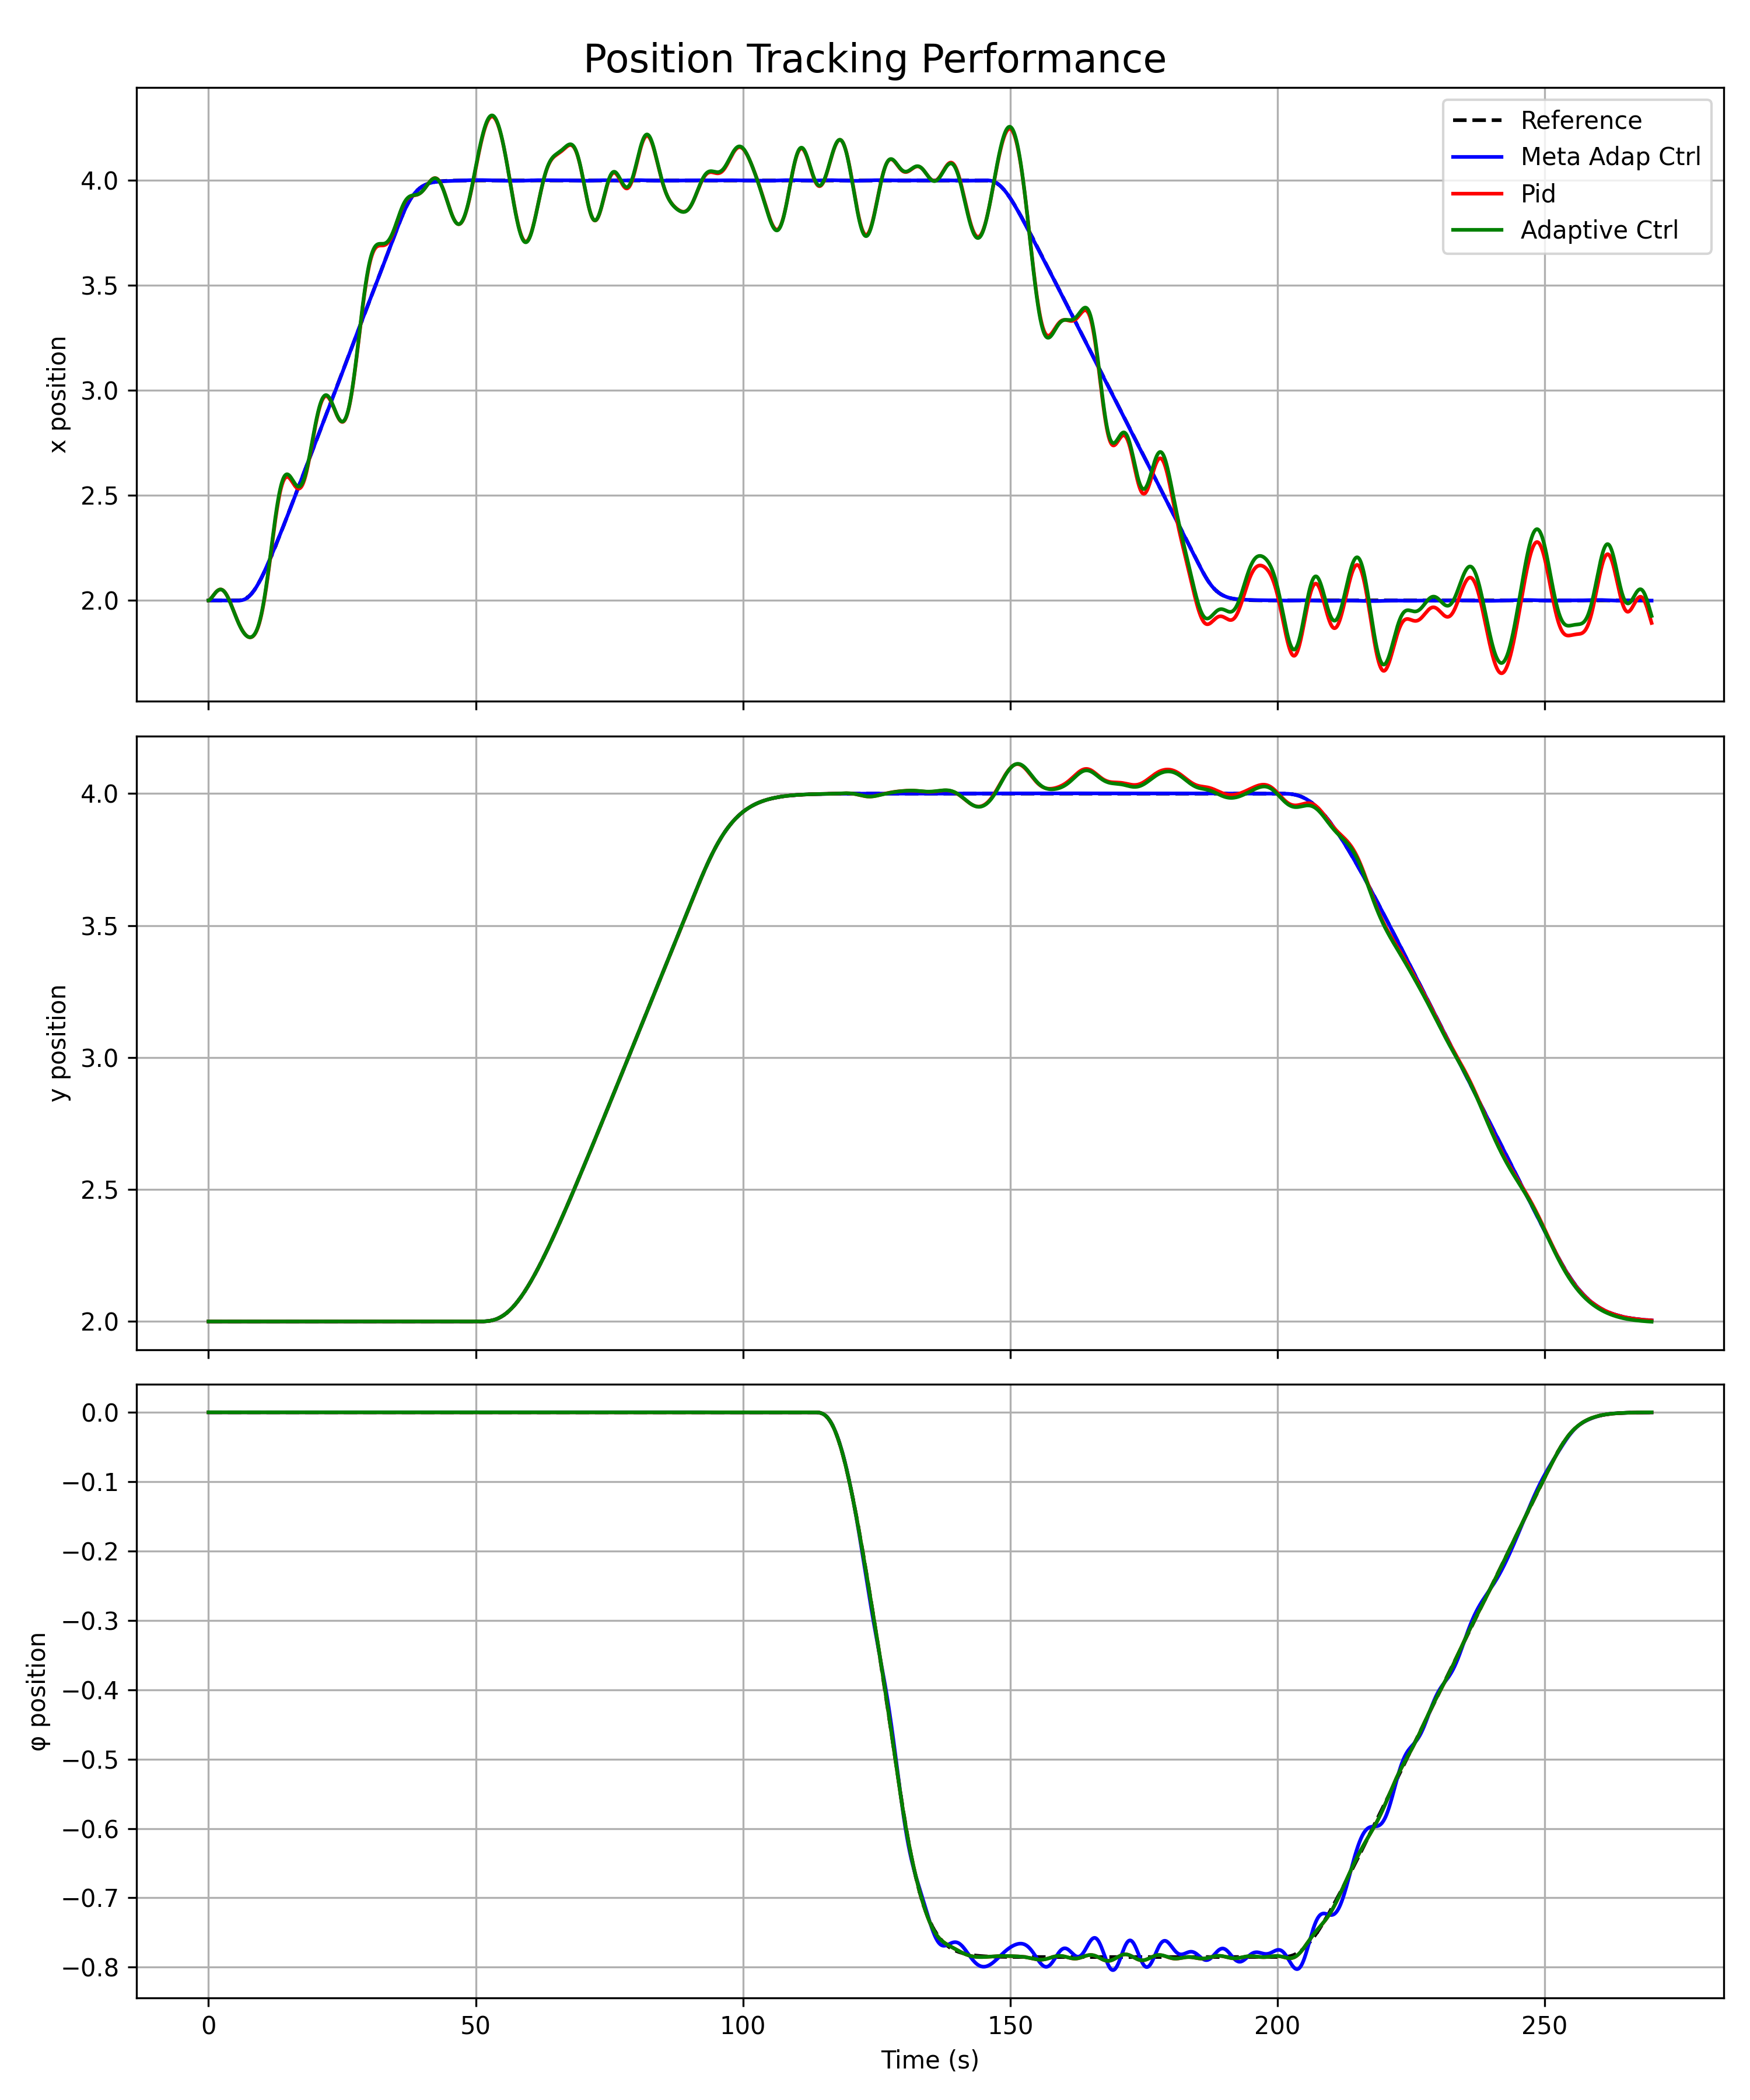 Position Tracking Performance
Reference
Meta Adap Ctrl
Pid
Adaptive Ctrl
4.0
3.5
3.0
2.5
2.0
x position
4.0
3.5
3.0
2.5
2.0
y position
0.0
−0.1
−0.2
−0.3
−0.4
−0.5
−0.6
−0.7
−0.8
φ position
0 50 100 150 200 250
Time (s)